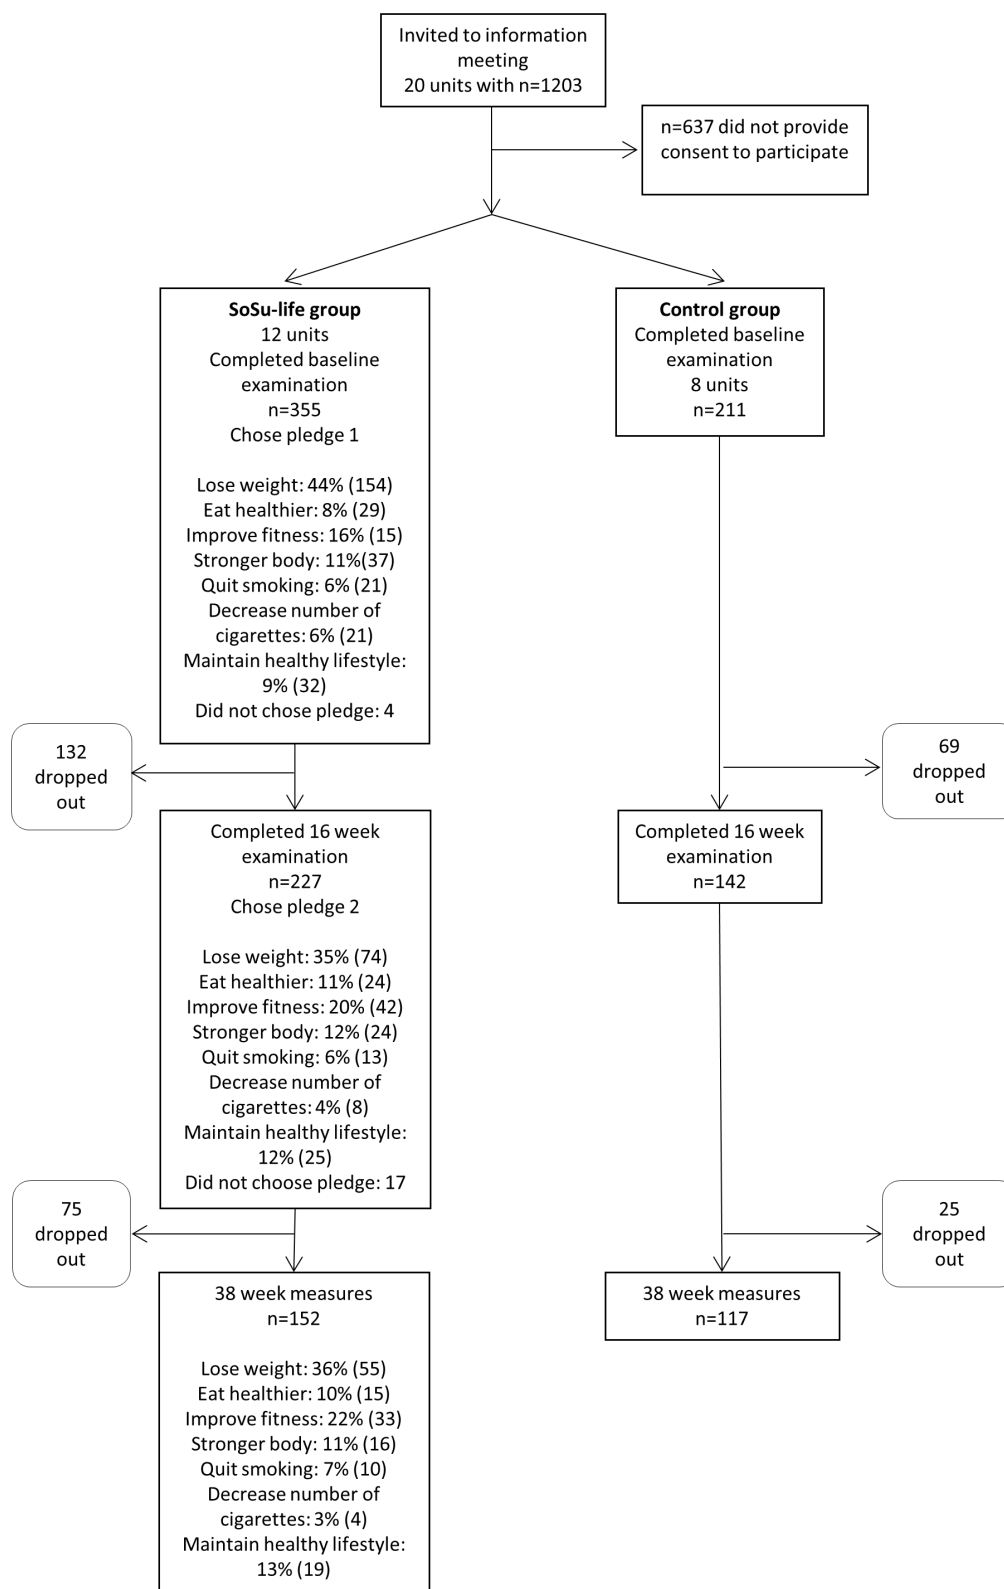 Invited to information
meeting
20 units with n=1203
n=637 did not provide
consent to participate
SoSu-life group
12 units
Completed baseline
examination
n=355
Chose pledge 1
Lose weight: 44% (154)
Eat healthier: 8% (29)
Improve fitness: 16% (15)
Stronger body: 11%(37)
Quit smoking: 6% (21)
Decrease number of
cigarettes: 6% (21)
Maintain healthy lifestyle:
9% (32)
Did not chose pledge: 4
Control group
Completed baseline
examination
8 units
n=211
132
dropped
out
69
dropped
out
Completed 16 week
examination
n=227
Chose pledge 2
Lose weight: 35% (74)
Eat healthier: 11% (24)
Improve fitness: 20% (42)
Stronger body: 12% (24)
Quit smoking: 6% (13)
Decrease number of
cigarettes: 4% (8)
Maintain healthy lifestyle:
12% (25)
Did not choose pledge: 17
Completed 16 week
examination
n=142
75
dropped
out
25
dropped
out
38 week measures
n=152
Lose weight: 36% (55)
Eat healthier: 10% (15)
Improve fitness: 22% (33)
Stronger body: 11% (16)
Quit smoking: 7% (10)
Decrease number of
cigarettes: 3% (4)
Maintain healthy lifestyle:
13% (19)
38 week measures
n=117